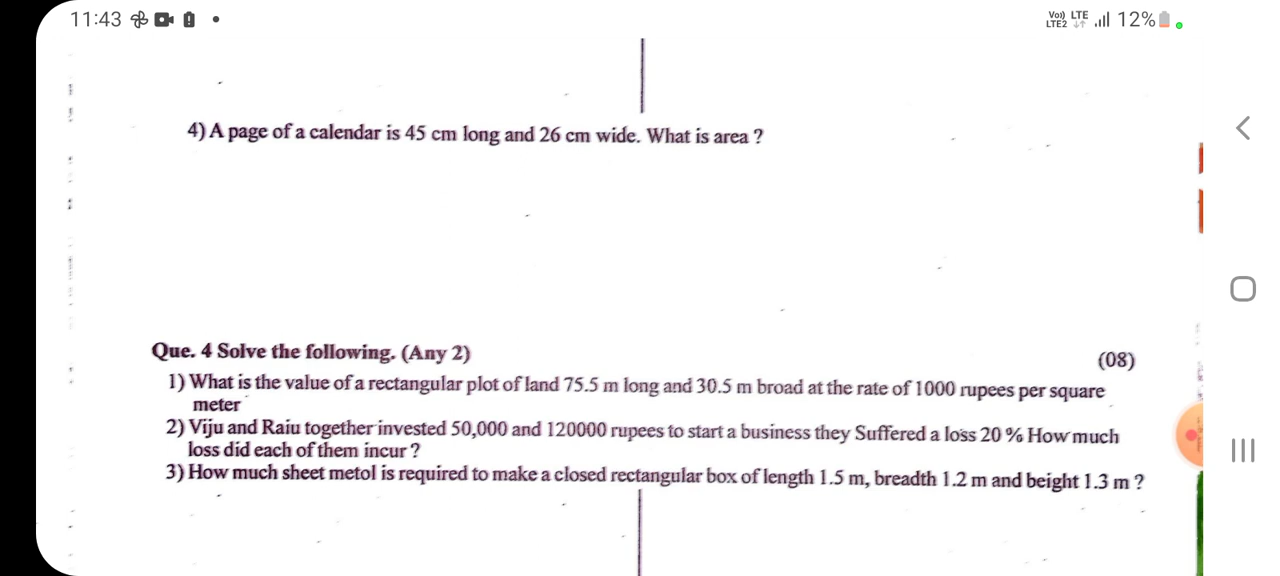 11:43
Vo)) LTE
LTE2
12%
4) A page of a calendar is 45 cm long and 26 cm wide. What is area ?
Que. 4 Solve the following. (Any 2)
(08)
1) What is the value of a rectangular plot of land 75.5 m long and 30.5 m broad at the rate of 1000 rupees per square
meter
2) Viju and Raiu together invested 50,000 and 120000 rupees to start a business they Suffered a loss 20 % How much
loss did each of them incur ?
3) How much sheet metol is required to make a closed rectangular box of length 1.5 m, breadth 1.2 m and beight 1.3 m ?